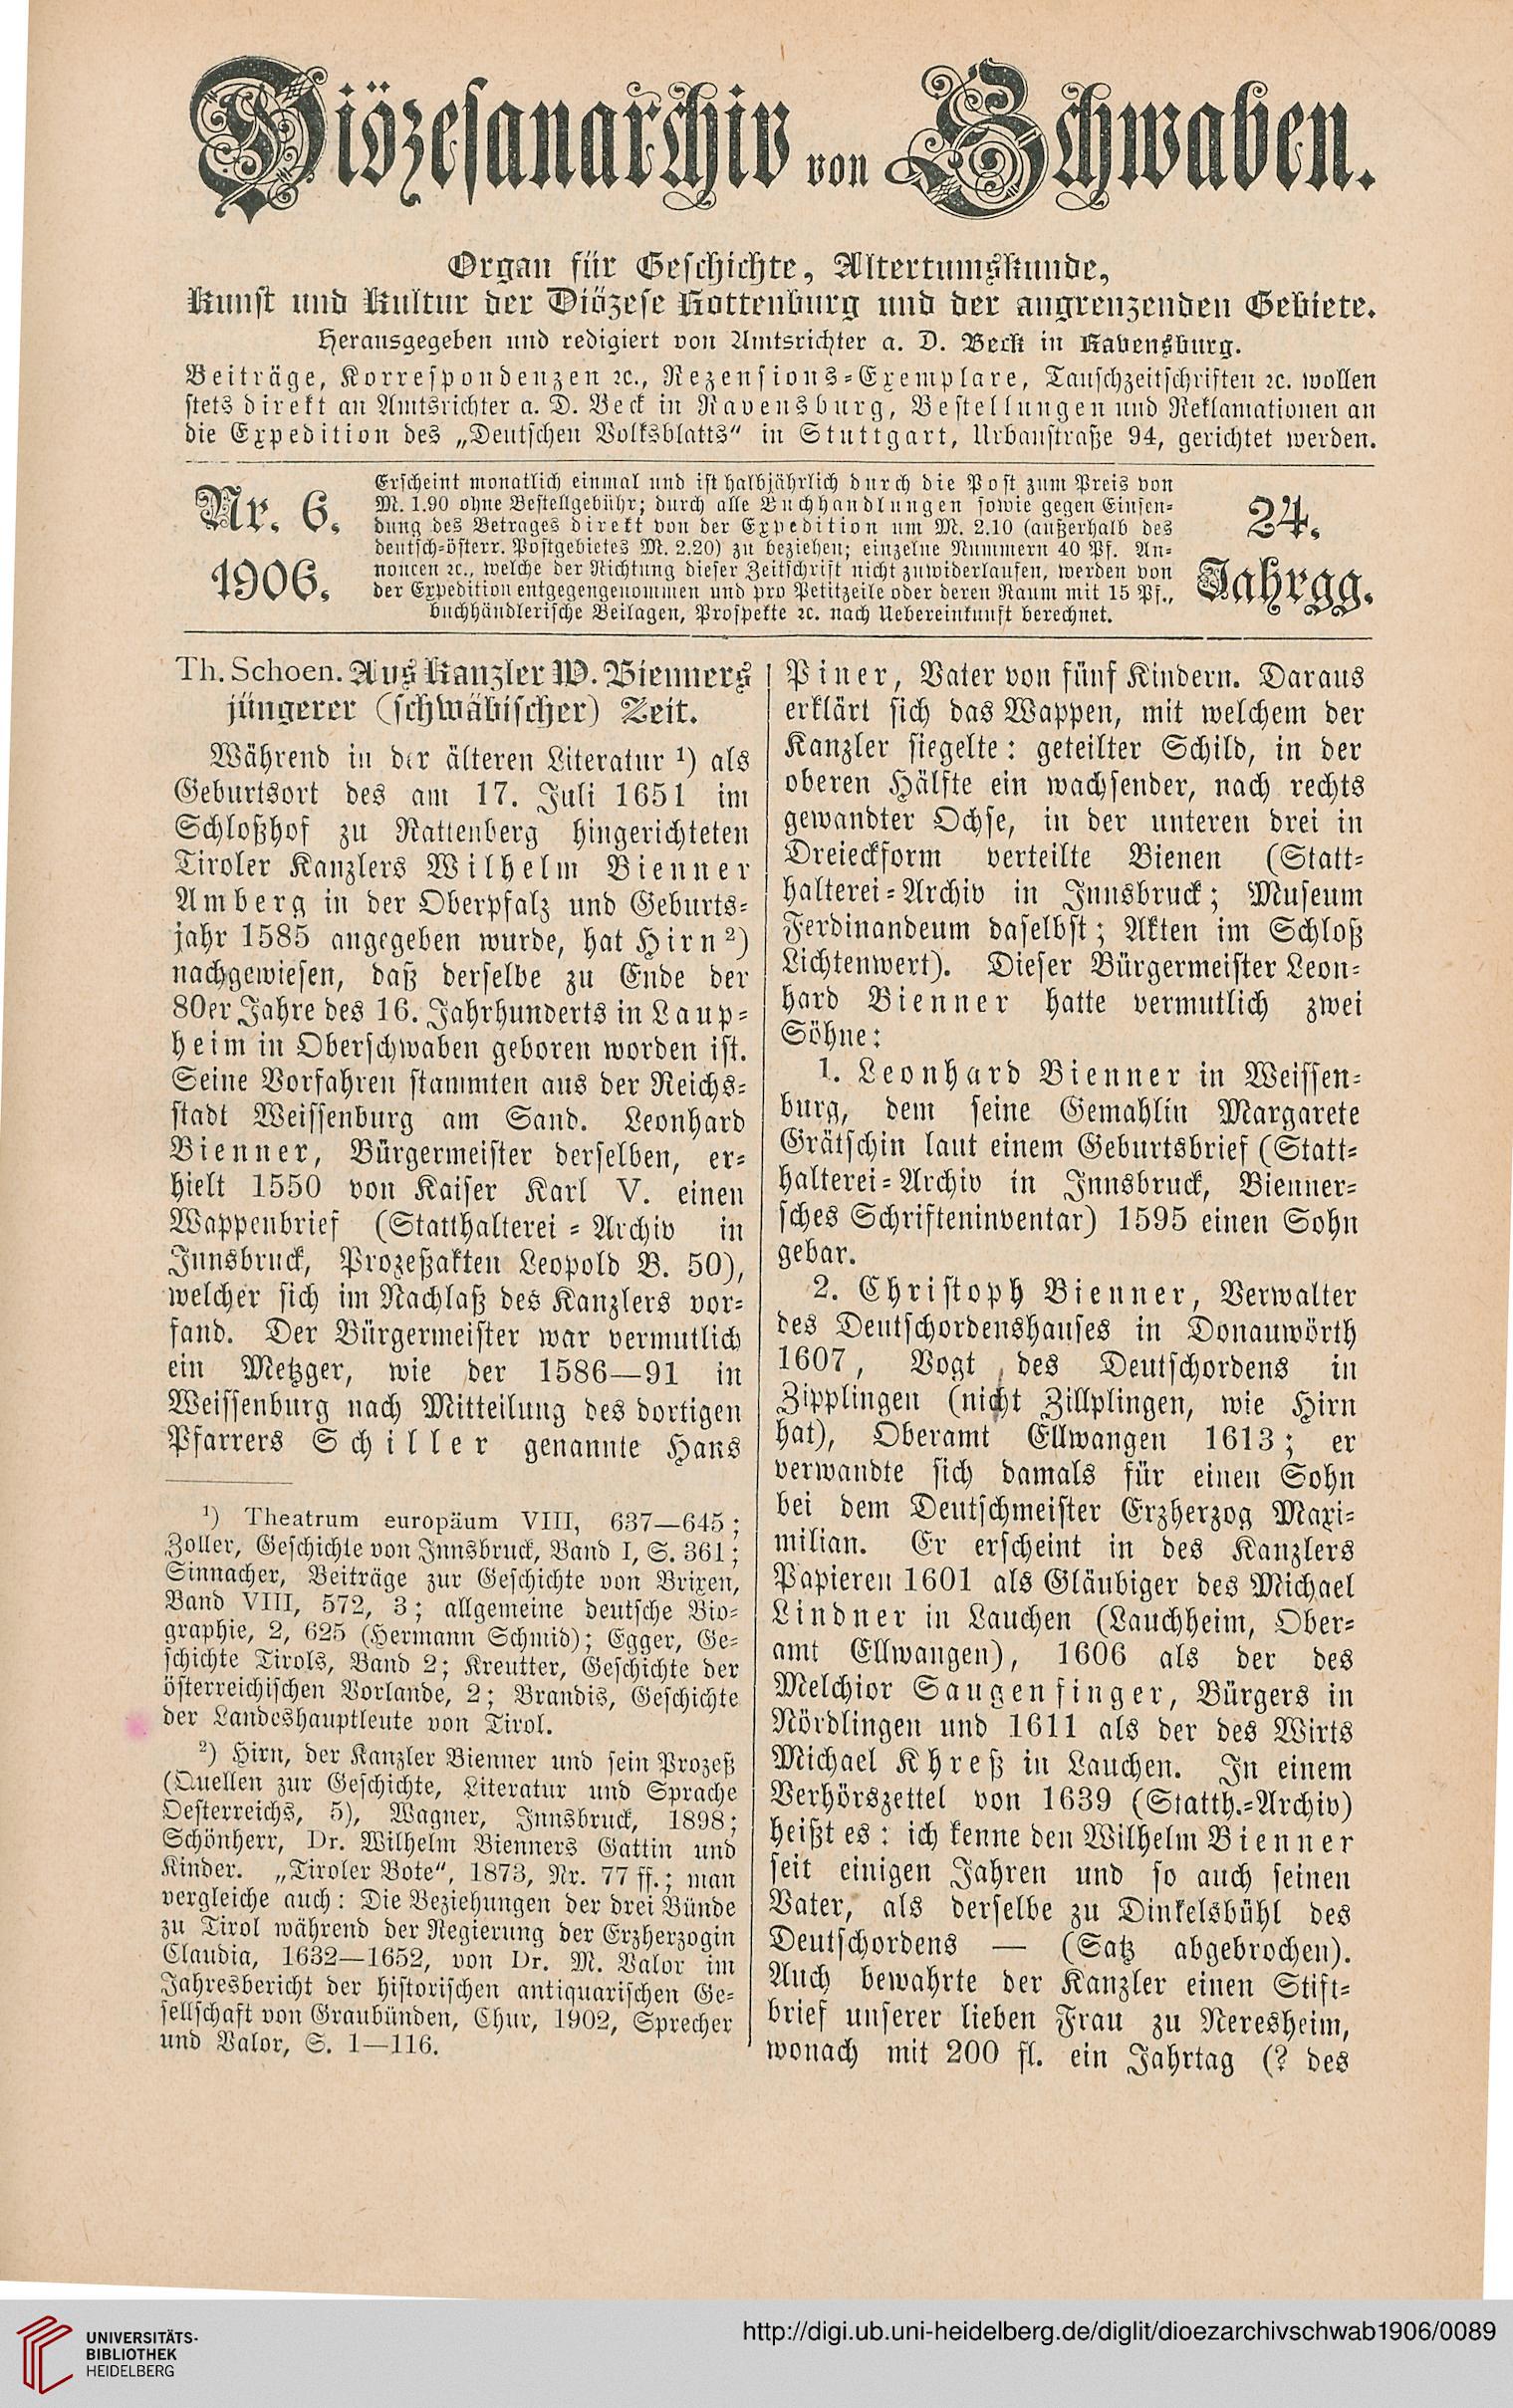 Diözesanarchiv von Schwaben.
Organ für Geschichte, Altertumskunde,
Kunst und Kultur der Diözese Rottenburg und der angrenzenden Gebiete.
Herausgegeben und redigiert von Amtsrichter a. D. Beck in Ravensburg.
Beiträge, Korrespondenzen ꝛc., Rezensions-Exemplare, Tauschzeitschriften ꝛc. wollen
stets direkt an Amtsrichter a. D. Beck in Ravensburg, Bestellungen und Reklamationen an
die Expedition des „Deutschen Volksblatts" in Stuttgart, Urbanstraße 94, gerichtet werden.
Nr. 6.
1906.
Erscheint monatlich einmal und ist halbjährlich durch die Post zum Preis von
M. 1.90 ohne Bestellgebühr; durch alle Buchhandlungen sowie gegen Einsen-
dung des Betrages direkt von der Expedition um M. 2.10 (außerhalb des
deutsch-österr. Postgebietes M. 2.20) zu beziehen; einzelne Nummern 40 Pf. An-
noncen ꝛc., welche der Richtung dieser Zeitschrift nicht zuwiderlaufen, werden von
der Expedition entgegengenommen und pro Petitzeile oder deren Raum mit 15 Pf.,
buchhändlerische Beilagen, Prospekte ꝛc. nach Uebereinkunft berechnet.
24.
Jahrgg.
Th. Schoen. Aus Kanzler W. Bienners
jüngerer (schwäbischer) Zeit.
Während in der älteren Literatur ¹) als
Geburtsort des am 17. Juli 1651 im
Schloßhof zu Rattenberg hingerichteten
Tiroler Kanzlers Wilhelm Bienner
Amberg in der Oberpfalz und Geburts-
jahr 1585 angegeben wurde, hat Hirn ²)
nachgewiesen, daß derselbe zu Ende der
80er Jahre des 16. Jahrhunderts in Laup-
heim in Oberschwaben geboren worden ist.
Seine Vorfahren stammten aus der Reichs-
stadt Weissenburg am Sand. Leonhard
Bienner, Bürgermeister derselben, er-
hielt 1550 von Kaiser Karl V. einen
Wappenbrief (Statthalterei-Archiv in
Innsbruck, Prozeßakten Leopold B. 50),
welcher sich im Nachlaß des Kanzlers vor-
fand. Der Bürgermeister war vermutlich
ein Metzger, wie der 1586—91 in
Weissenburg nach Mitteilung des dortigen
Pfarrers Schiller genannte Hans
¹) Theatrum europäum VIII, 637—645;
Zoller, Geschichte von Innsbruck, Band I, S. 361;
Sinnacher, Beiträge zur Geschichte von Brixen,
Band VIII, 572, 3; allgemeine deutsche Bio-
graphie, 2, 625 (Hermann Schmid); Egger, Ge-
schichte Tirols, Band 2; Kreutter, Geschichte der
österreichischen Vorlande, 2; Brandis, Geschichte
der Landeshauptleute von Tirol.
²) Hirn, der Kanzler Bienner und sein Prozeß
(Quellen zur Geschichte, Literatur und Sprache
Oesterreichs, 5), Wagner, Innsbruck, 1898;
Schönherr, Dr. Wilhelm Bienners Gattin und
Kinder. „Tiroler Bote", 1873, Nr. 77 ff.; man
vergleiche auch: Die Beziehungen der drei Bünde
zu Tirol während der Regierung der Erzherzogin
Claudia, 1632—1652, von Dr. M. Valor im
Jahresbericht der historischen antiquarischen Ge-
sellschaft von Graubünden, Chur, 1902, Sprecher
und Valor, S. 1—116.
Piner, Vater von fünf Kindern. Daraus
erklärt sich das Wappen, mit welchem der
Kanzler siegelte: geteilter Schild, in der
oberen Hälfte ein wachsender, nach rechts
gewandter Ochse, in der unteren drei in
Dreieckform verteilte Bienen (Statt-
halterei-Archiv in Innsbruck; Museum
Ferdinandeum daselbst; Akten im Schloß
Lichtenwert). Dieser Bürgermeister Leon-
hard Bienner hatte vermutlich zwei
Söhne:
1. Leonhard Bienner in Weissen-
burg, dem seine Gemahlin Margarete
Grätschin laut einem Geburtsbrief (Statt-
halterei-Archiv in Innsbruck, Bienner-
sches Schrifteninventar) 1595 einen Sohn
gebar.
2. Christoph Bienner, Verwalter
des Deutschordenshauses in Donauwörth
1607, Vogt des Deutschordens in
Zipplingen (nicht Zillplingen, wie Hirn
hat), Oberamt Ellwangen 1613; er
verwandte sich damals für einen Sohn
bei dem Deutschmeister Erzherzog Maxi-
milian. Er erscheint in des Kanzlers
Papieren 1601 als Gläubiger des Michael
Lindner in Lauchen (Lauchheim, Ober-
amt Ellwangen), 1606 als der des
Melchior Saugenfinger, Bürgers in
Nördlingen und 1611 als der des Wirts
Michael Khreß in Lauchen. In einem
Verhörszettel von 1639 (Statth.-Archiv)
heißt es: ich kenne den Wilhelm Bienner
seit einigen Jahren und so auch seinen
Vater, als derselbe zu Dinkelsbühl des
Deutschordens — (Satz abgebrochen).
Auch bewahrte der Kanzler einen Stift-
brief unserer lieben Frau zu Neresheim,
wonach mit 200 fl. ein Jahrtag (? des
UNIVERSITÄTS-
BIBLIOTHEK
HEIDELBERG
http://digi.ub.uni-heidelberg.de/diglit/dioezarchivschwab1906/0089